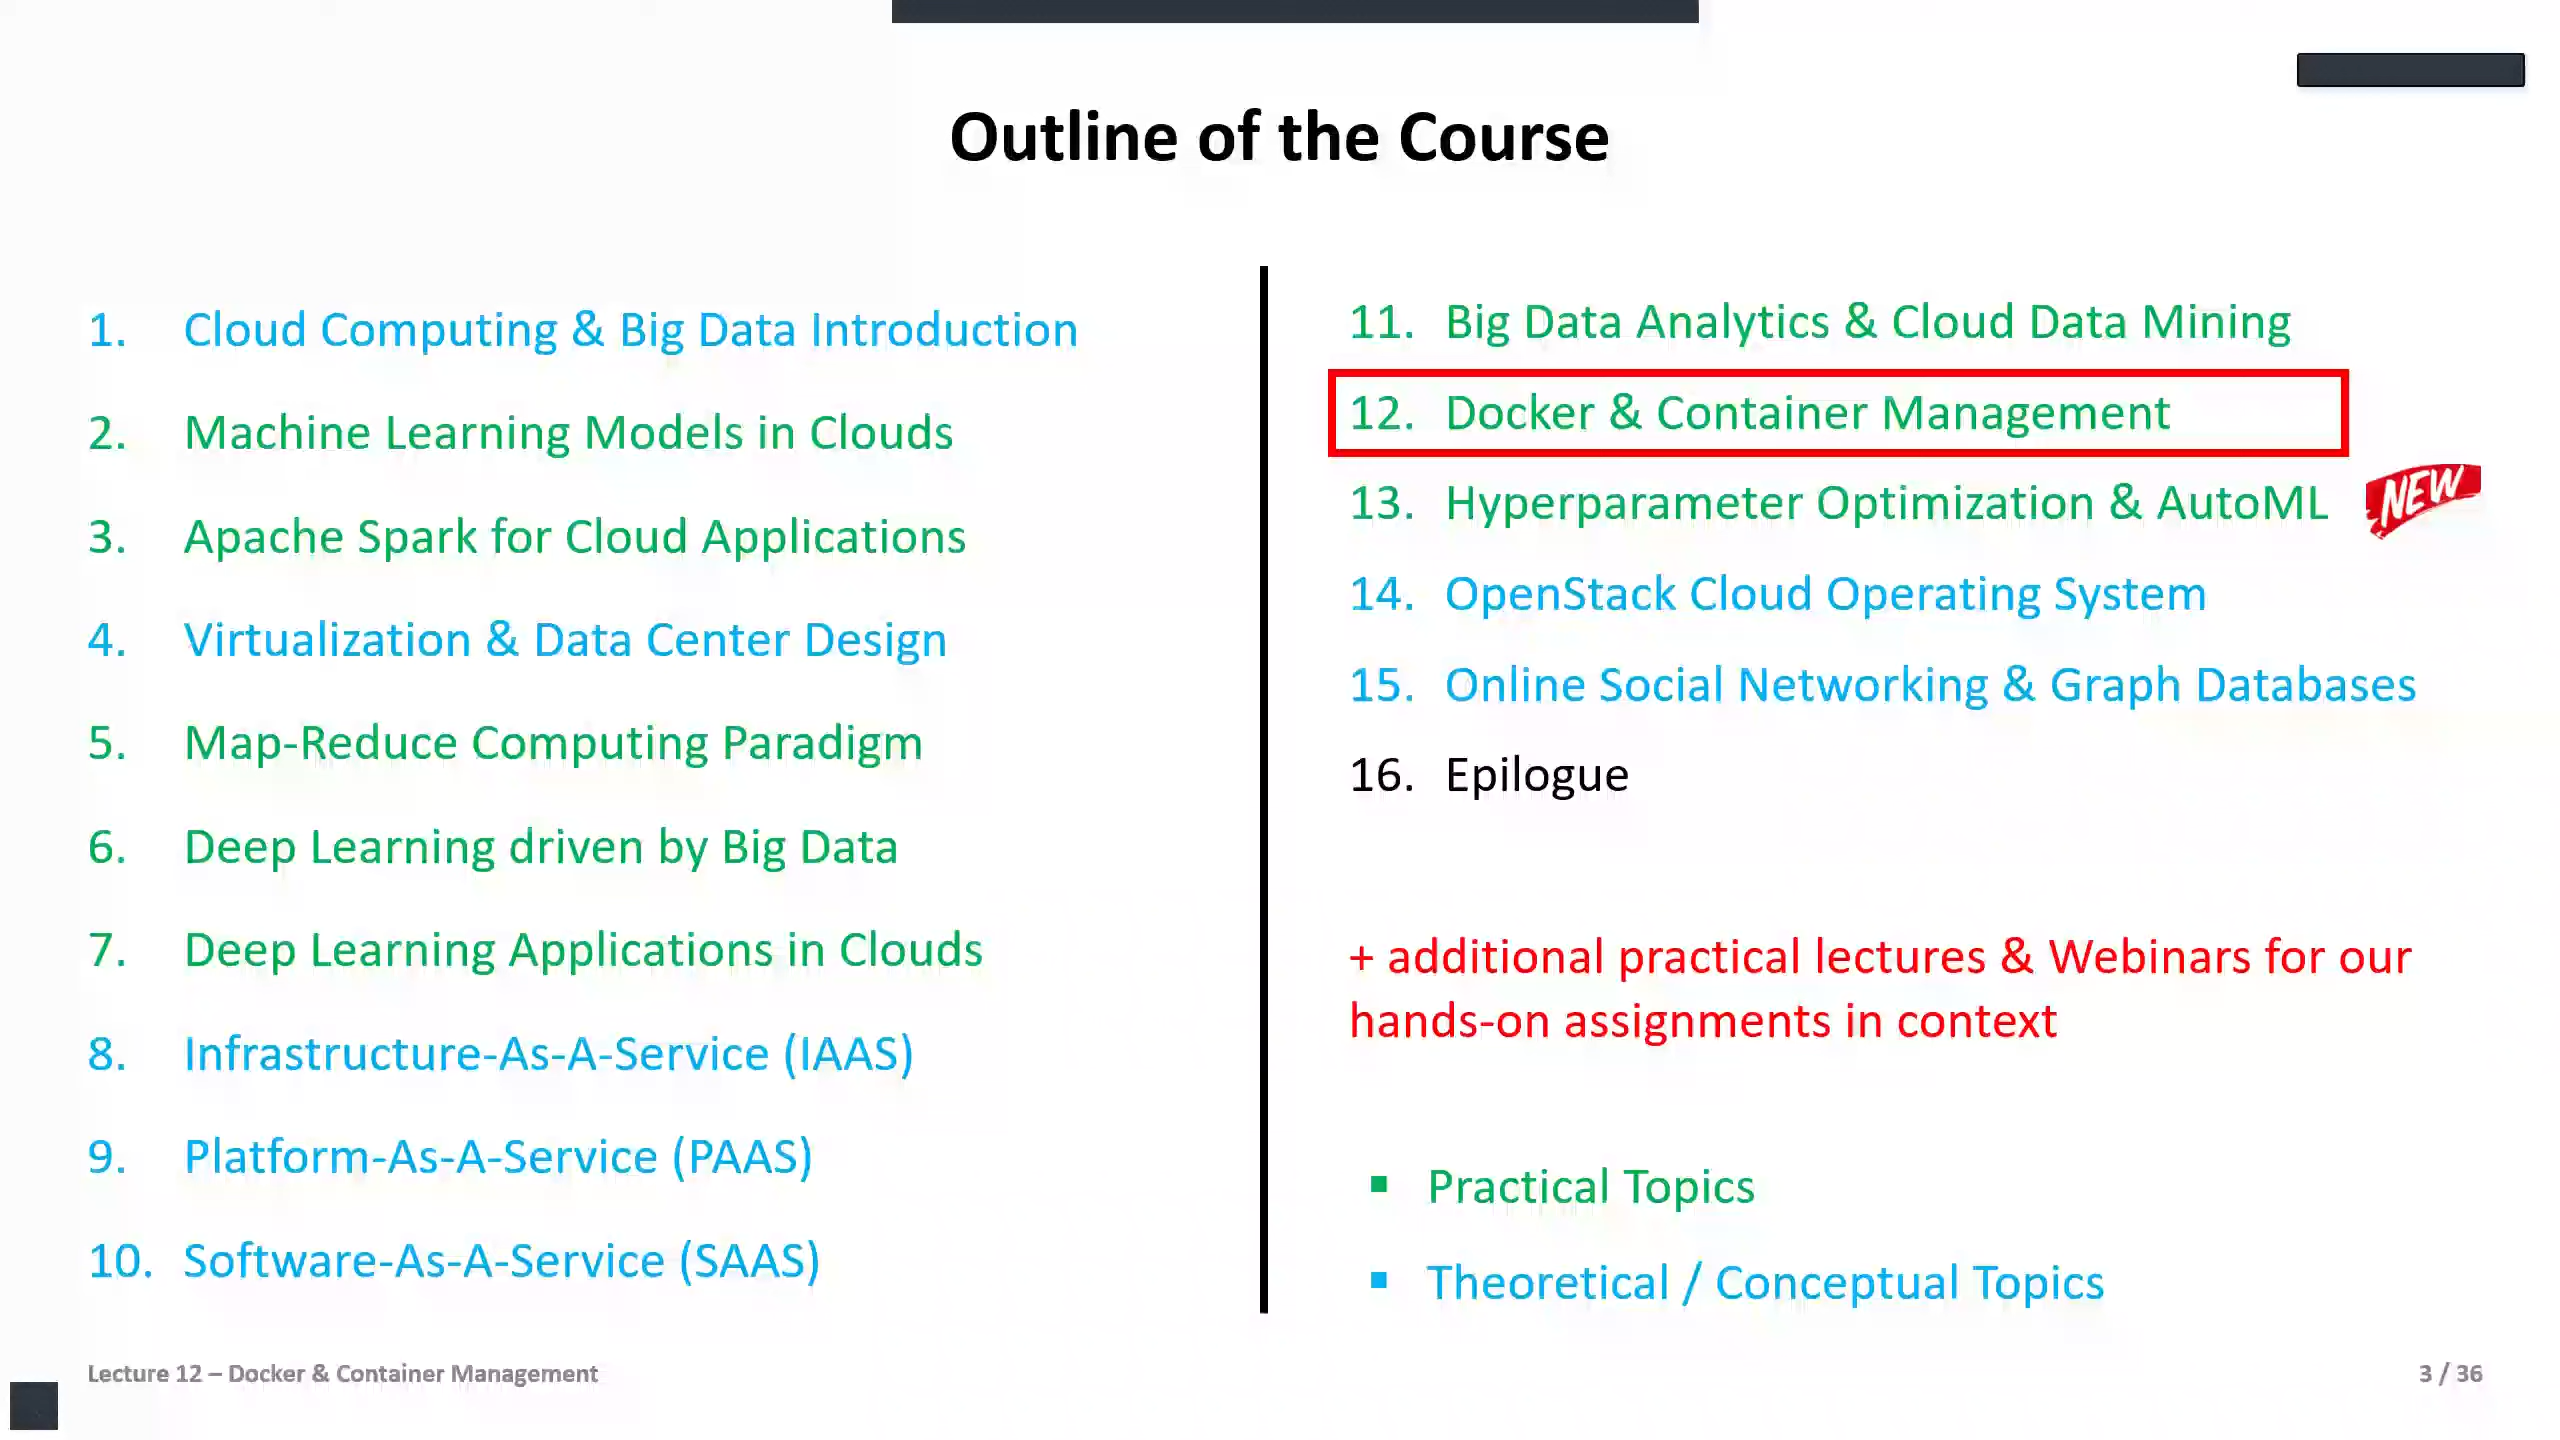 Outline of the Course
1. Cloud Computing & Big Data Introduction
2. Machine Learning Models in Clouds
3. Apache Spark for Cloud Applications
4. Virtualization & Data Center Design
5. Map-Reduce Computing Paradigm
6. Deep Learning driven by Big Data
7. Deep Learning Applications in Clouds
8. Infrastructure-As-A-Service (IAAS)
9. Platform-As-A-Service (PAAS)
10. Software-As-A-Service (SAAS)
11. Big Data Analytics & Cloud Data Mining
12. Docker & Container Management
13. Hyperparameter Optimization & AutoML
NEW
14. OpenStack Cloud Operating System
15. Online Social Networking & Graph Databases
16. Epilogue
+ additional practical lectures & Webinars for our
hands-on assignments in context
▪ Practical Topics
▪ Theoretical / Conceptual Topics
Lecture 12 – Docker & Container Management
3 / 36